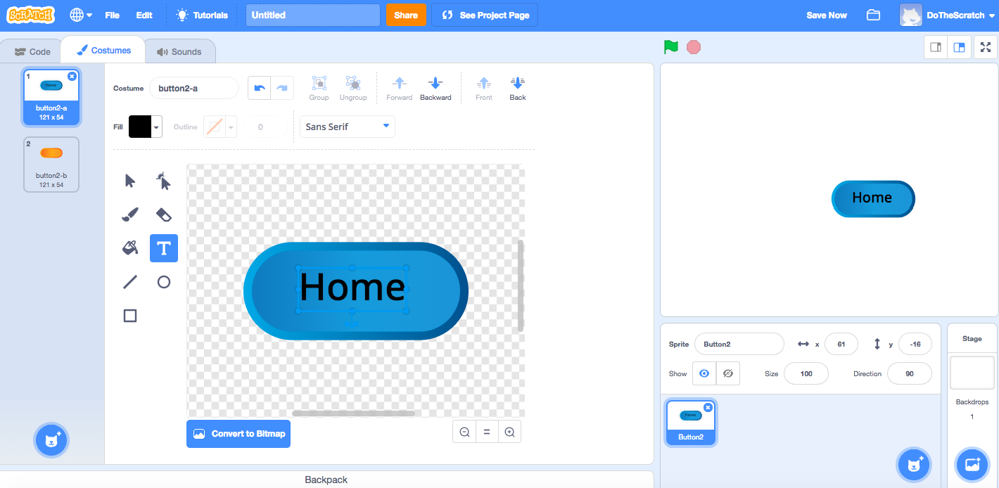 SCRATCH File Edit Tutorials Untitled Share See Project Page Save Now DoTheScratch
Code Costumes Sounds
1
Home
button2-a
121 x 54
2
button2-b
121 x 54
Costume button2-a Group Ungroup Forward Backward Front Back
Fill Outline 0 Sans Serif
T
Home
Convert to Bitmap
Backpack
Home
Sprite Button2 x 61 y -16
Show Size 100 Direction 90
Home
Button2
Stage
Backdrops
1